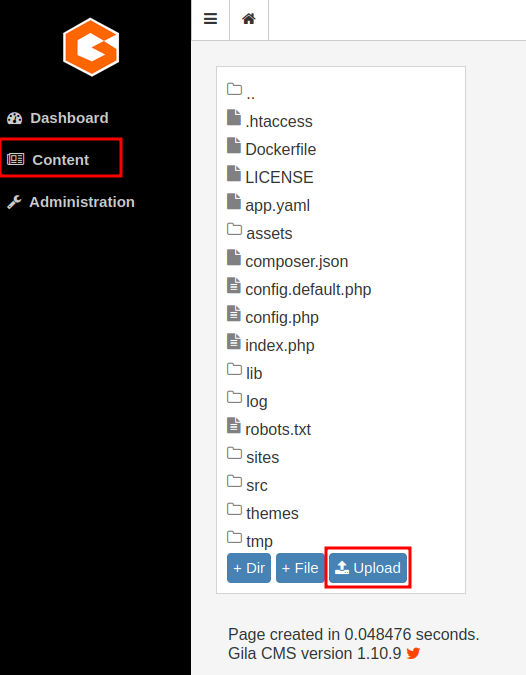 Dashboard
Content
Administration
..
.htaccess
Dockerfile
LICENSE
app.yaml
assets
composer.json
config.default.php
config.php
index.php
lib
log
robots.txt
sites
src
themes
tmp
+ Dir + File Upload
Page created in 0.048476 seconds.
Gila CMS version 1.10.9